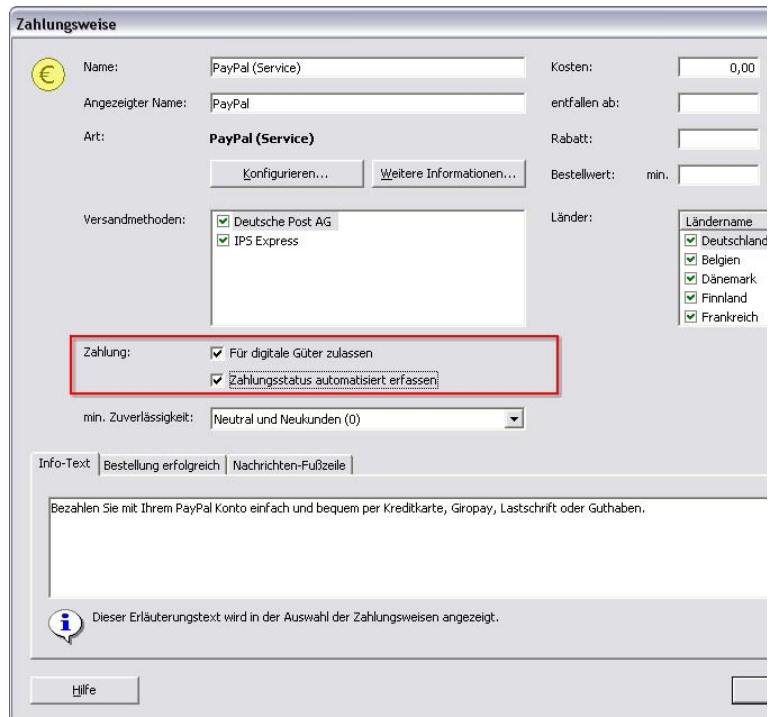 Zahlungsweise
Name: PayPal (Service) Kosten: 0,00
Angezeigter Name: PayPal entfallen ab:
Art: PayPal (Service) Rabatt:
Konfigurieren... Weitere Informationen... Bestellwert: min.
Versandmethoden: Deutsche Post AG Länder: Ländername
IPS Express Deutschland
Belgien
Dänemark
Finnland
Frankreich
Zahlung: Für digitale Güter zulassen
Zahlungsstatus automatisiert erfassen
min. Zuverlässigkeit: Neutral und Neukunden (0)
Info-Text Bestellung erfolgreich Nachrichten-Fußzeile
Bezahlen Sie mit Ihrem PayPal Konto einfach und bequem per Kreditkarte, Giropay, Lastschrift oder Guthaben.
Dieser Erläuterungstext wird in der Auswahl der Zahlungsweisen angezeigt.
Hilfe